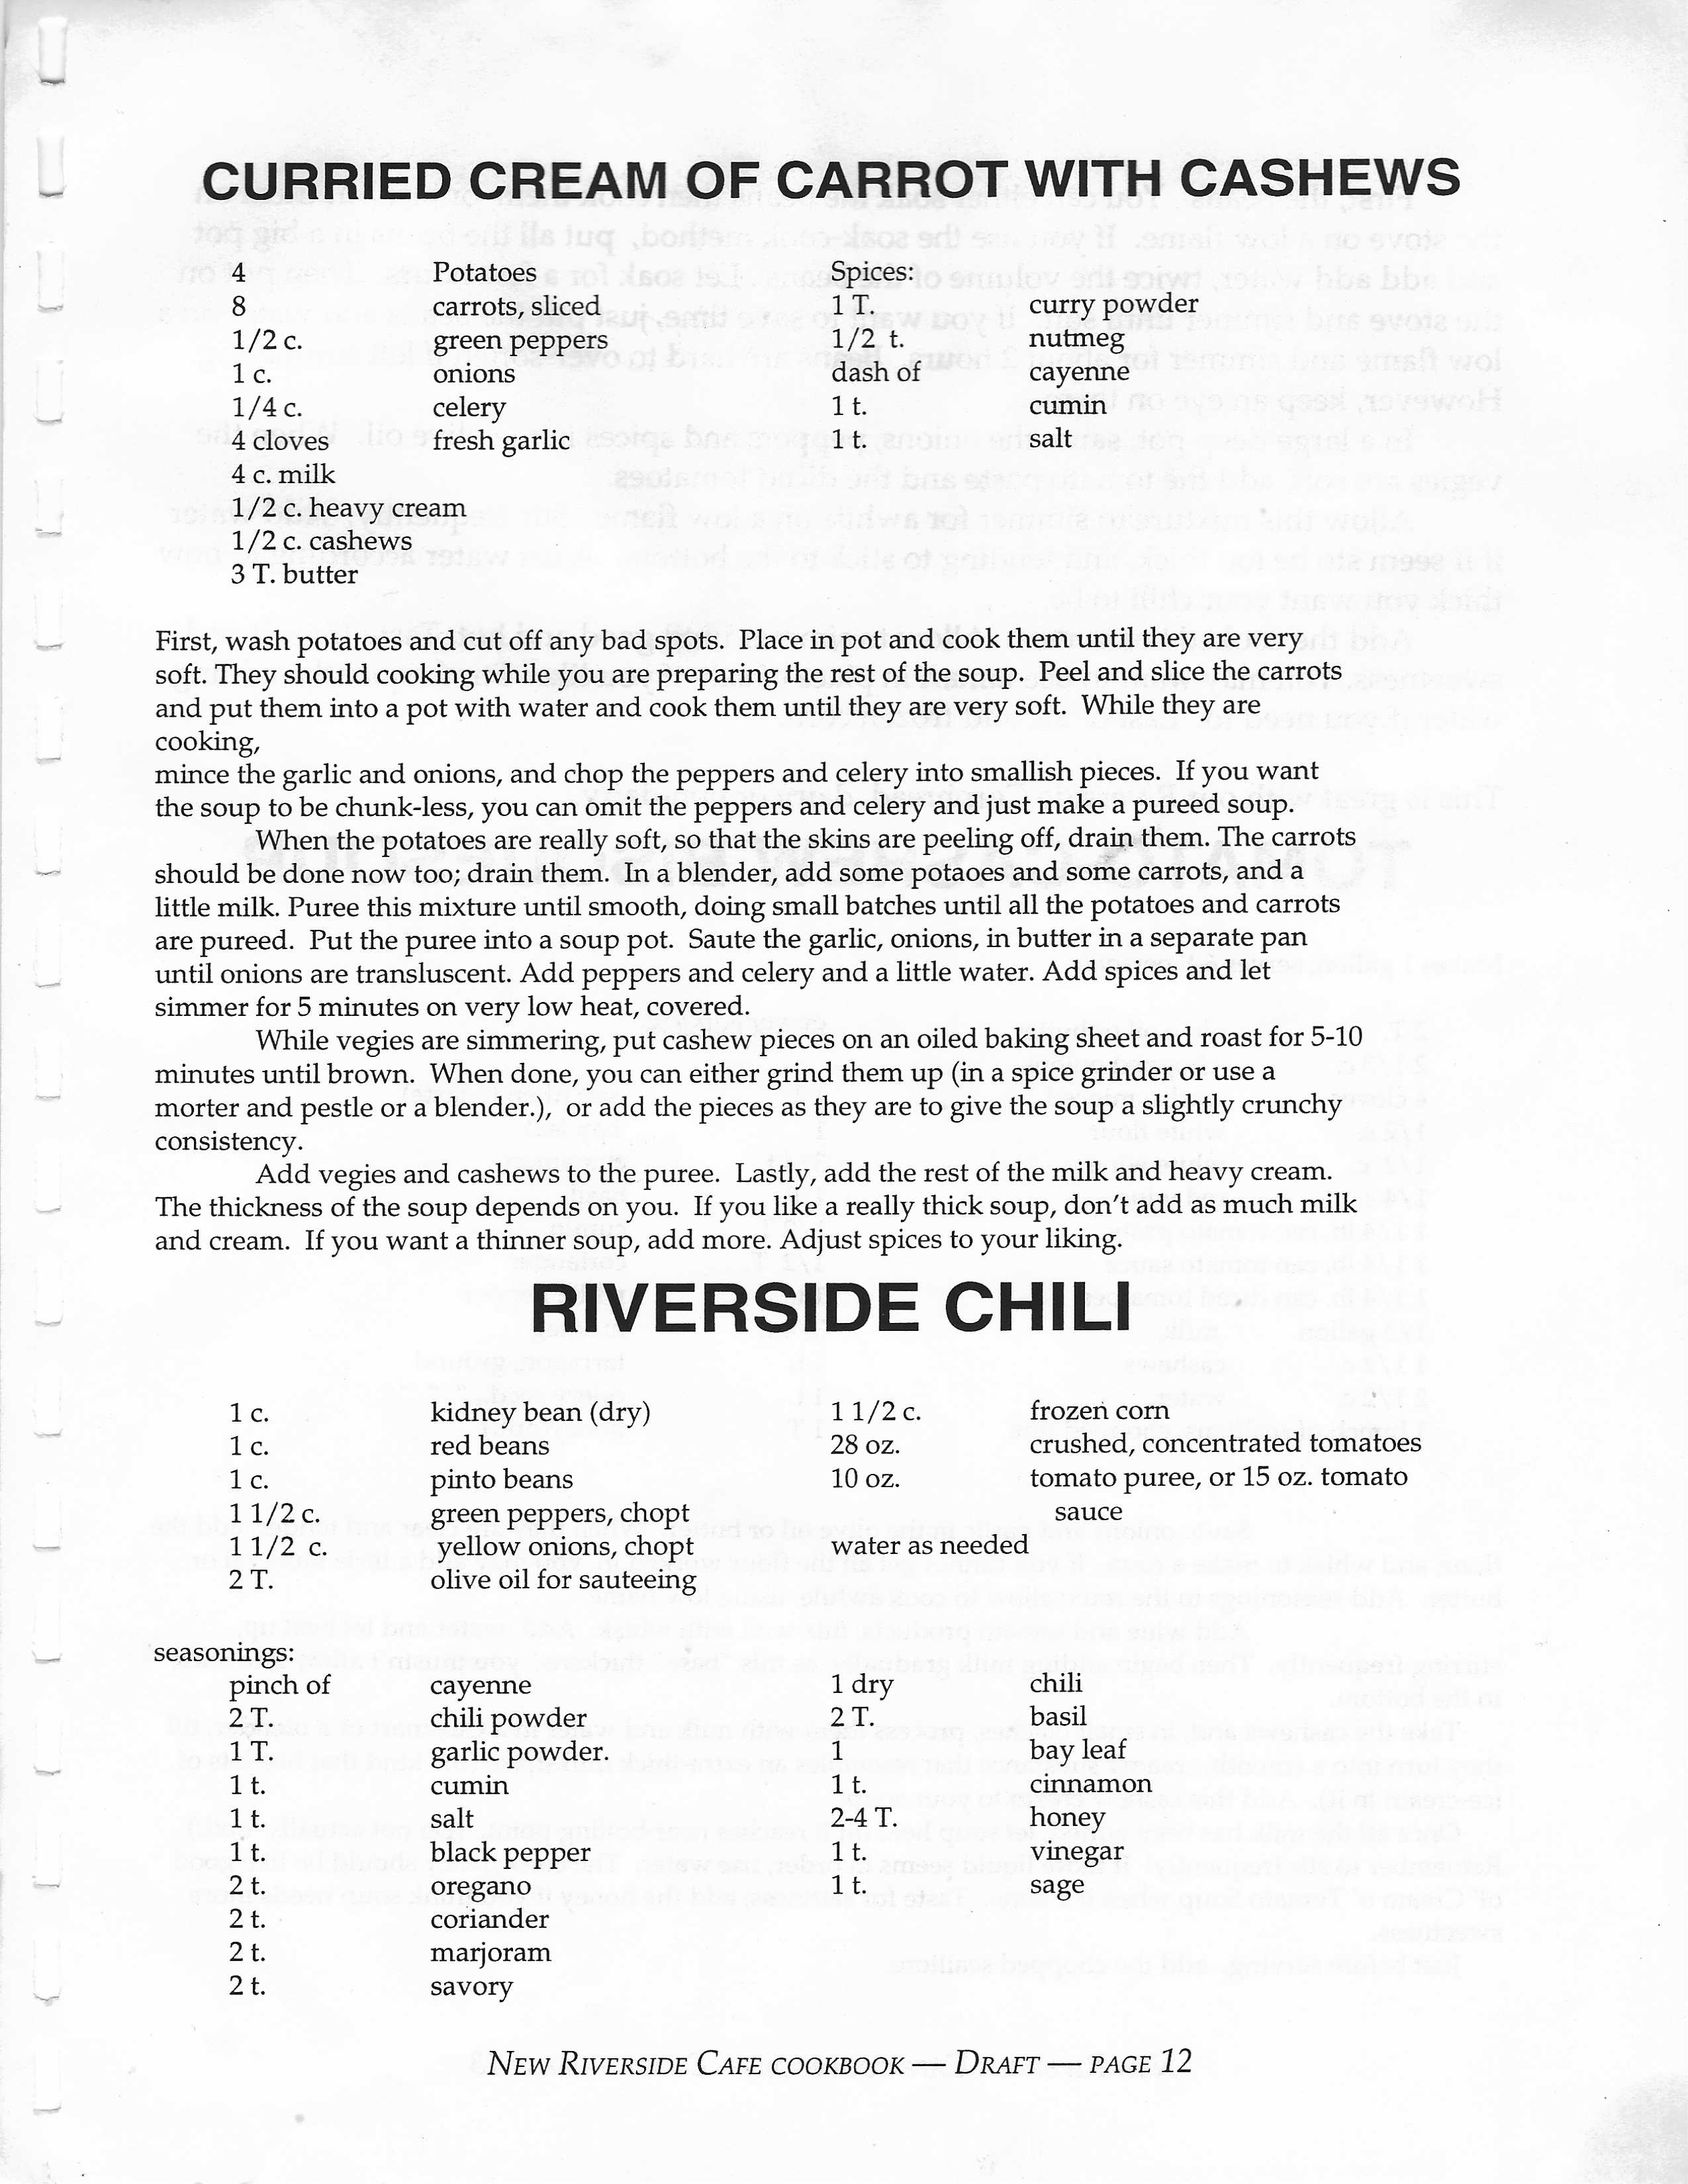 CURRIED CREAM OF CARROT WITH CASHEWS
4 Potatoes
8 carrots, sliced
1/2 c. green peppers
1 c. onions
1/4 c. celery
4 cloves fresh garlic
4 c. milk
1/2 c. heavy cream
1/2 c. cashews
3 T. butter
Spices:
1 T. curry powder
1/2 t. nutmeg
dash of cayenne
1 t. cumin
1 t. salt
First, wash potatoes and cut off any bad spots. Place in pot and cook them until they are very
soft. They should cooking while you are preparing the rest of the soup. Peel and slice the carrots
and put them into a pot with water and cook them until they are very soft. While they are
cooking,
mince the garlic and onions, and chop the peppers and celery into smallish pieces. If you want
the soup to be chunk-less, you can omit the peppers and celery and just make a pureed soup.
When the potatoes are really soft, so that the skins are peeling off, drain them. The carrots
should be done now too; drain them. In a blender, add some potaoes and some carrots, and a
little milk. Puree this mixture until smooth, doing small batches until all the potatoes and carrots
are pureed. Put the puree into a soup pot. Saute the garlic, onions, in butter in a separate pan
until onions are transluscent. Add peppers and celery and a little water. Add spices and let
simmer for 5 minutes on very low heat, covered.
While vegies are simmering, put cashew pieces on an oiled baking sheet and roast for 5-10
minutes until brown. When done, you can either grind them up (in a spice grinder or use a
morter and pestle or a blender.), or add the pieces as they are to give the soup a slightly crunchy
consistency.
Add vegies and cashews to the puree. Lastly, add the rest of the milk and heavy cream.
The thickness of the soup depends on you. If you like a really thick soup, don't add as much milk
and cream. If you want a thinner soup, add more. Adjust spices to your liking.
RIVERSIDE CHILI
1 c. kidney bean (dry)
1 c. red beans
1 c. pinto beans
1 1/2 c. green peppers, chopt
1 1/2 c. yellow onions, chopt
2 T. olive oil for sauteeing
1 1/2 c. frozen corn
28 oz. crushed, concentrated tomatoes
10 oz. tomato puree, or 15 oz. tomato
sauce
water as needed
seasonings:
pinch of cayenne
2 T. chili powder
1 T. garlic powder.
1 t. cumin
1 t. salt
1 t. black pepper
2 t. oregano
2 t. coriander
2 t. marjoram
2 t. savory
1 dry chili
2 T. basil
1 bay leaf
1 t. cinnamon
2-4 T. honey
1 t. vinegar
1 t. sage
NEW RIVERSIDE CAFE COOKBOOK — DRAFT — PAGE 12